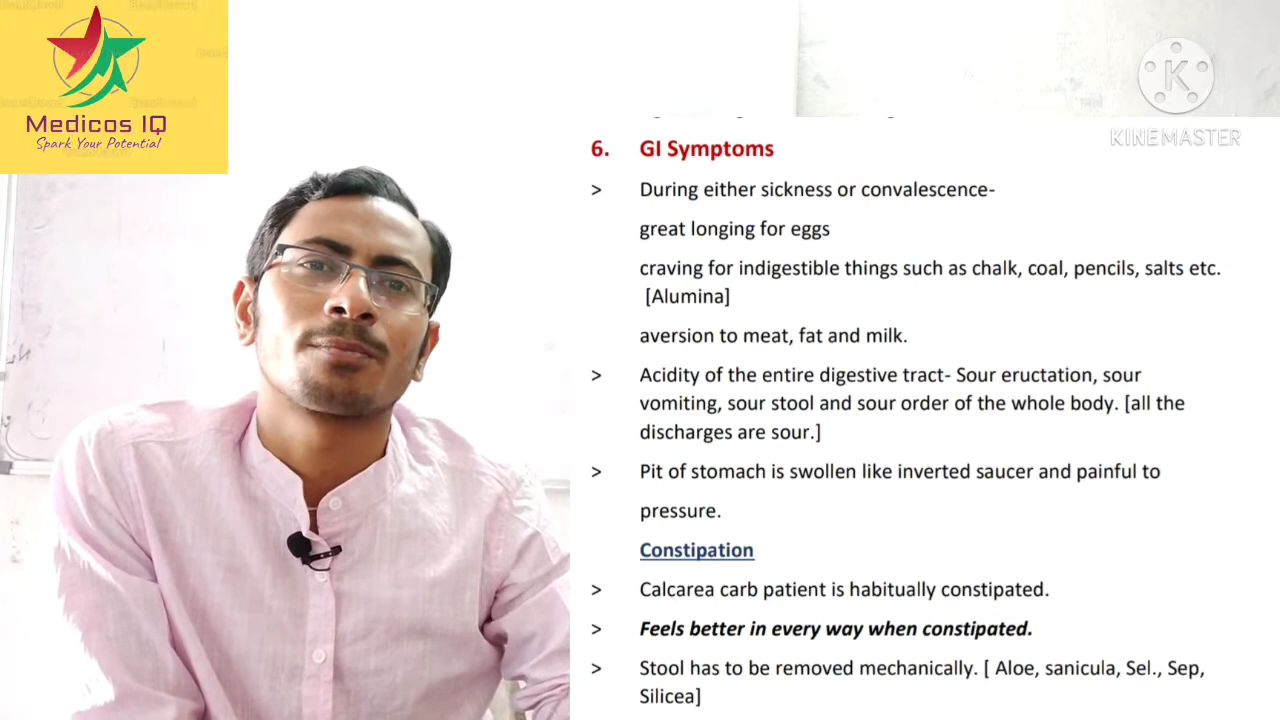 Medicos IQ
Spark Your Potential
K
KINEMASTER
6. GI Symptoms
> During either sickness or convalescence-
great longing for eggs
craving for indigestible things such as chalk, coal, pencils, salts etc.
[Alumina]
aversion to meat, fat and milk.
> Acidity of the entire digestive tract- Sour eructation, sour
vomiting, sour stool and sour order of the whole body. [all the
discharges are sour.]
> Pit of stomach is swollen like inverted saucer and painful to
pressure.
Constipation
> Calcarea carb patient is habitually constipated.
> Feels better in every way when constipated.
> Stool has to be removed mechanically. [ Aloe, sanicula, Sel., Sep,
Silicea]